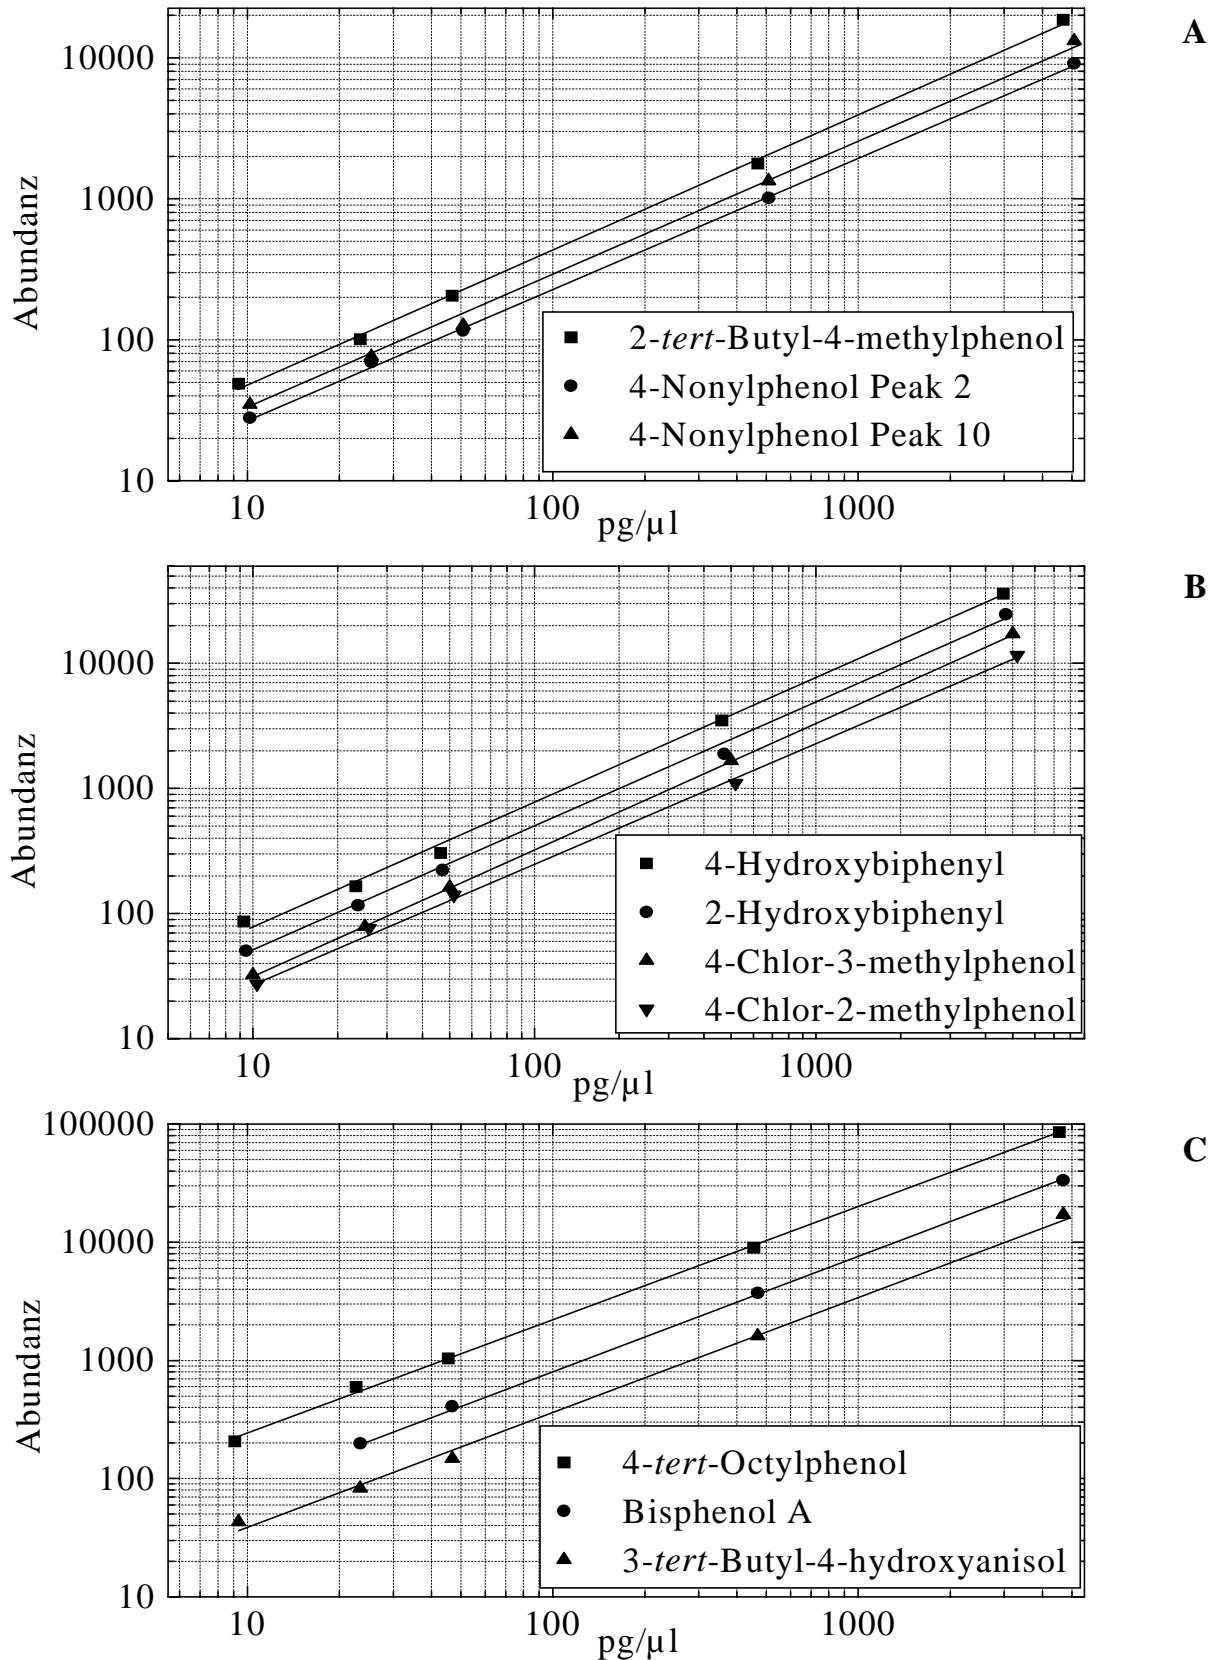 A
10000
1000
100
10
Abundanz
2-tert-Butyl-4-methylphenol
4-Nonylphenol Peak 2
4-Nonylphenol Peak 10
10 100 1000
pg/µl
B
10000
1000
100
10
Abundanz
4-Hydroxybiphenyl
2-Hydroxybiphenyl
4-Chlor-3-methylphenol
4-Chlor-2-methylphenol
10 100 1000
pg/µl
C
100000
10000
1000
100
10
Abundanz
4-tert-Octylphenol
Bisphenol A
3-tert-Butyl-4-hydroxyanisol
10 100 1000
pg/µl